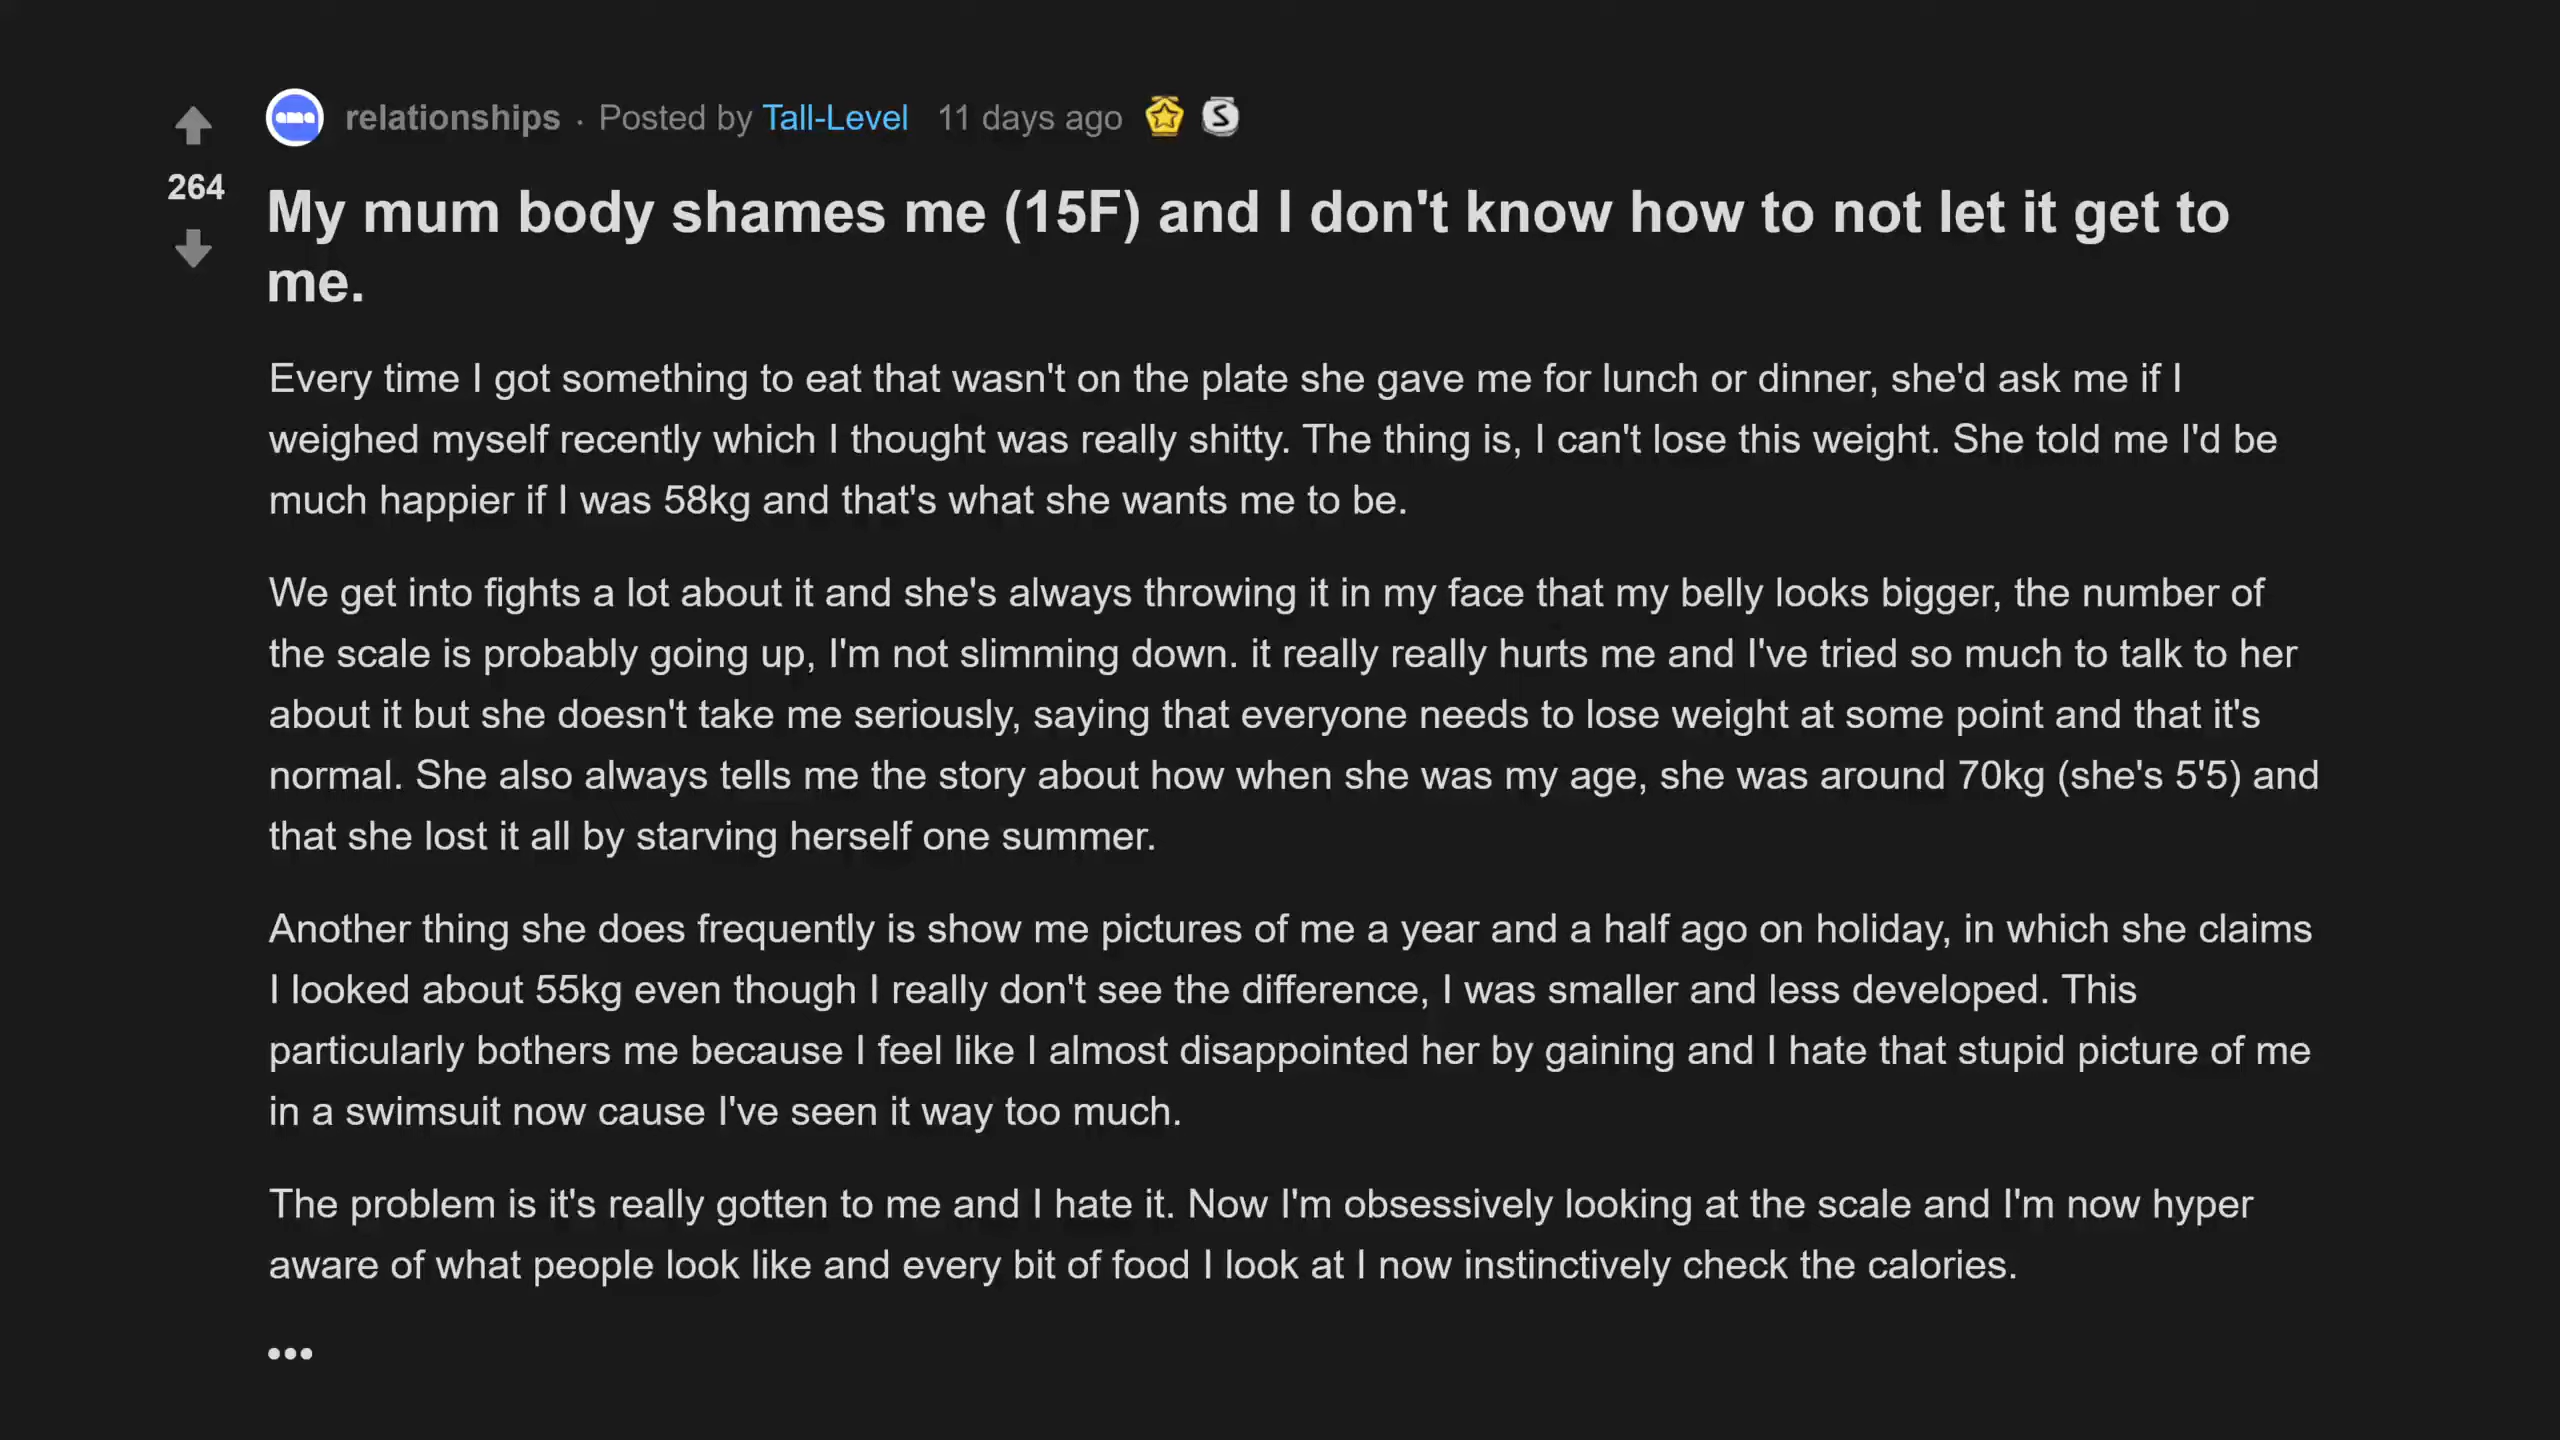 ama relationships · Posted by Tall-Level 11 days ago S
264
My mum body shames me (15F) and I don't know how to not let it get to
me.
Every time I got something to eat that wasn't on the plate she gave me for lunch or dinner, she'd ask me if I
weighed myself recently which I thought was really shitty. The thing is, I can't lose this weight. She told me I'd be
much happier if I was 58kg and that's what she wants me to be.
We get into fights a lot about it and she's always throwing it in my face that my belly looks bigger, the number of
the scale is probably going up, I'm not slimming down. it really really hurts me and I've tried so much to talk to her
about it but she doesn't take me seriously, saying that everyone needs to lose weight at some point and that it's
normal. She also always tells me the story about how when she was my age, she was around 70kg (she's 5'5) and
that she lost it all by starving herself one summer.
Another thing she does frequently is show me pictures of me a year and a half ago on holiday, in which she claims
I looked about 55kg even though I really don't see the difference, I was smaller and less developed. This
particularly bothers me because I feel like I almost disappointed her by gaining and I hate that stupid picture of me
in a swimsuit now cause I've seen it way too much.
The problem is it's really gotten to me and I hate it. Now I'm obsessively looking at the scale and I'm now hyper
aware of what people look like and every bit of food I look at I now instinctively check the calories.
•••